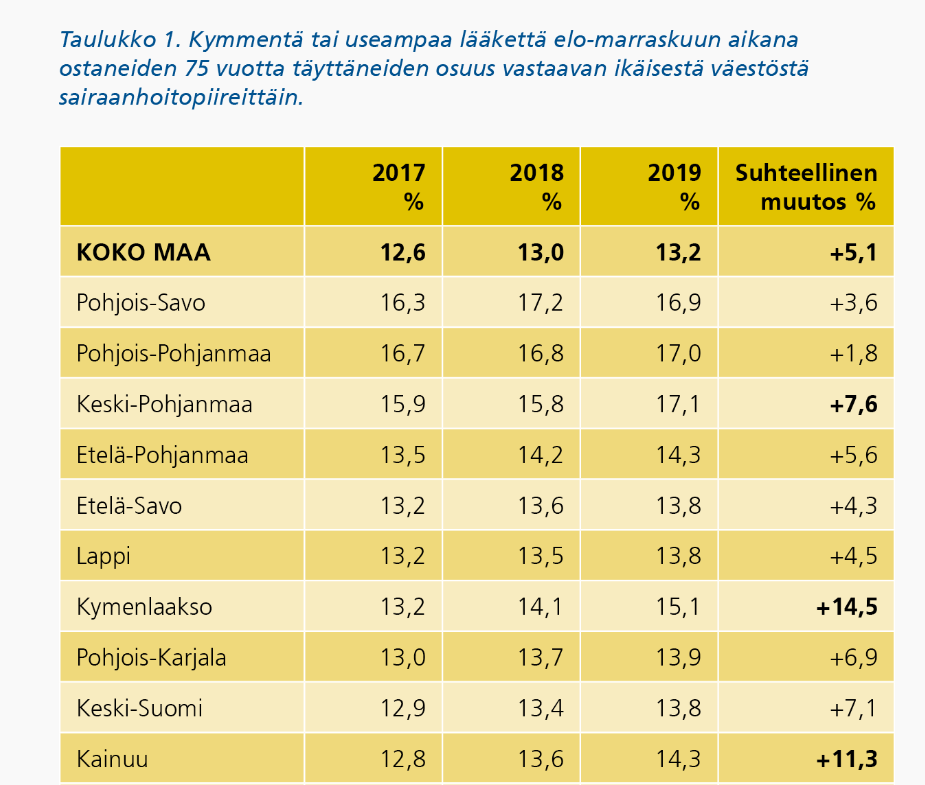 Taulukko 1. Kymmentä tai useampaa lääkettä elo-marraskuun aikana
ostaneiden 75 vuotta täyttäneiden osuus vastaavan ikäisestä väestöstä
sairaanhoitopiireittäin.
2017 % 2018 % 2019 % Suhteellinen muutos %
KOKO MAA 12,6 13,0 13,2 +5,1
Pohjois-Savo 16,3 17,2 16,9 +3,6
Pohjois-Pohjanmaa 16,7 16,8 17,0 +1,8
Keski-Pohjanmaa 15,9 15,8 17,1 +7,6
Etelä-Pohjanmaa 13,5 14,2 14,3 +5,6
Etelä-Savo 13,2 13,6 13,8 +4,3
Lappi 13,2 13,5 13,8 +4,5
Kymenlaakso 13,2 14,1 15,1 +14,5
Pohjois-Karjala 13,0 13,7 13,9 +6,9
Keski-Suomi 12,9 13,4 13,8 +7,1
Kainuu 12,8 13,6 14,3 +11,3